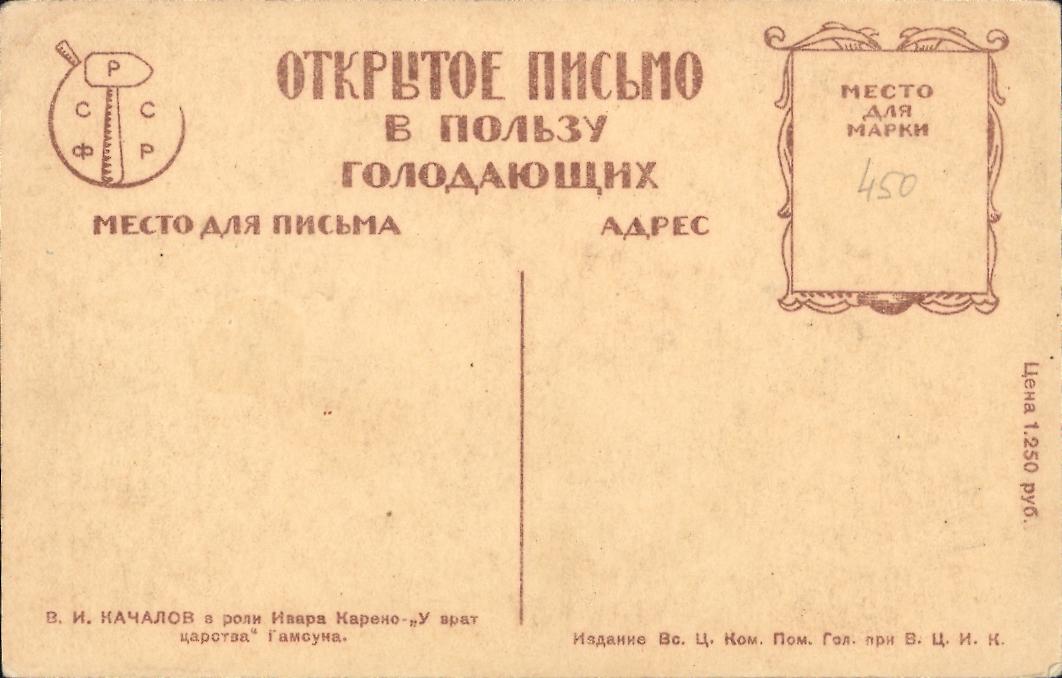 Р
С С
Ф Р
ОТКРЫТОЕ ПИСЬМО
В ПОЛЬЗУ
ГОЛОДАЮЩИХ
МЕСТО ДЛЯ ПИСЬМА
АДРЕС
МЕСТО
ДЛЯ
МАРКИ
450
Цена 1.250 руб.
В. И. КАЧАЛОВ в роли Ивара Карено-„У врат
царства“ Гамсуна.
Издание Вс. Ц. Ком. Пом. Гол. при В. Ц. И. К.